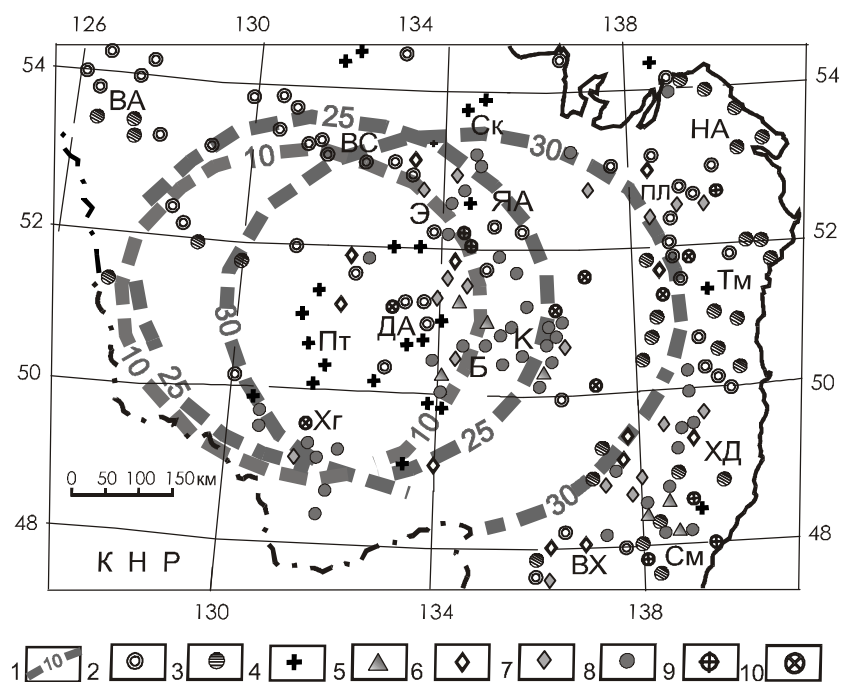 126 130 134 138
54 54
ВА
25
Ск
НА
ВС
30
10
ПЛ
Э ЯА
52 52
Тм
ДА
30
Пт К
10 Б
50 50
25
Хг
10
25 ХД
0 50 100 150 км
30
48 48
К Н Р ВХ См
130 134 138
1 10 2 3 4 5 6 7 8 9 10